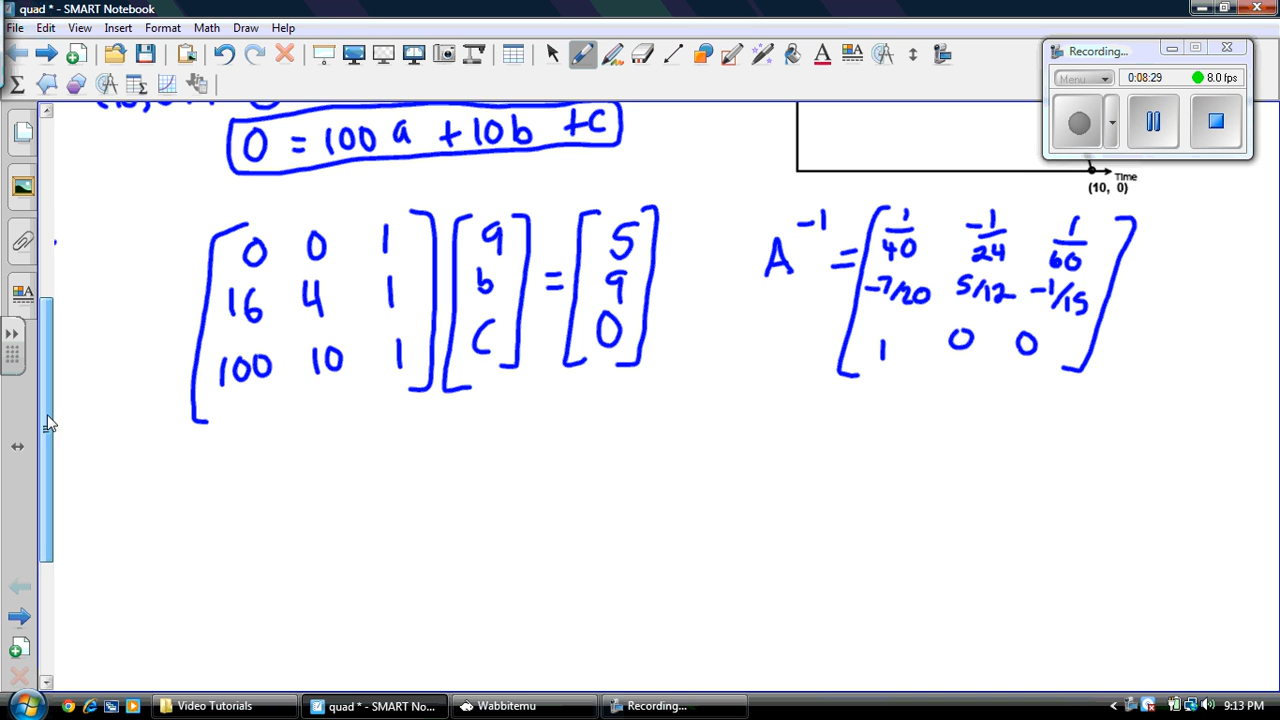 quad * - SMART Notebook
File Edit View Insert Format Math Draw Help
Recording...
Menu 0:08:29 8.0 fps
0 = 100a + 10b + c
Time
(10, 0)
0 0 1
16 4 1
100 10 1
a
b
c
=
5
9
0
A^-1 =
1/40 -1/24 1/60
-7/20 5/12 -1/15
1 0 0
Video Tutorials quad * - SMART No... Wabbitemu Recording... 9:13 PM